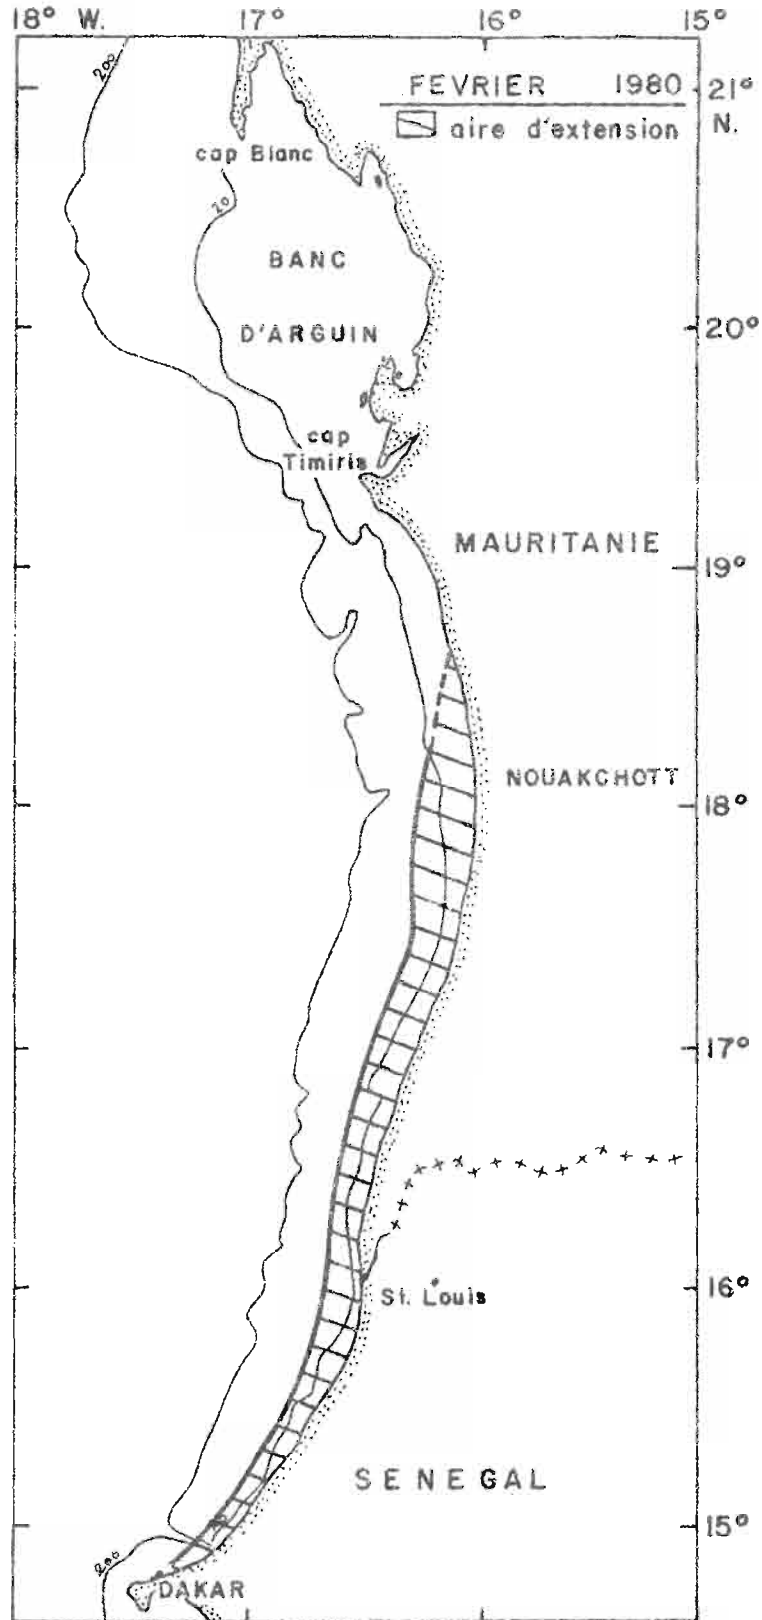 18° W. 17° 16° 15°
FEVRIER 1980
21°
N.
aire d'extension
200
cap Blanc
20
BANC
D'ARGUIN
20°
cap
Timiris
MAURITANIE
19°
NOUAKCHOTT
18°
17°
16°
St. Louis
SENEGAL
15°
200
DAKAR